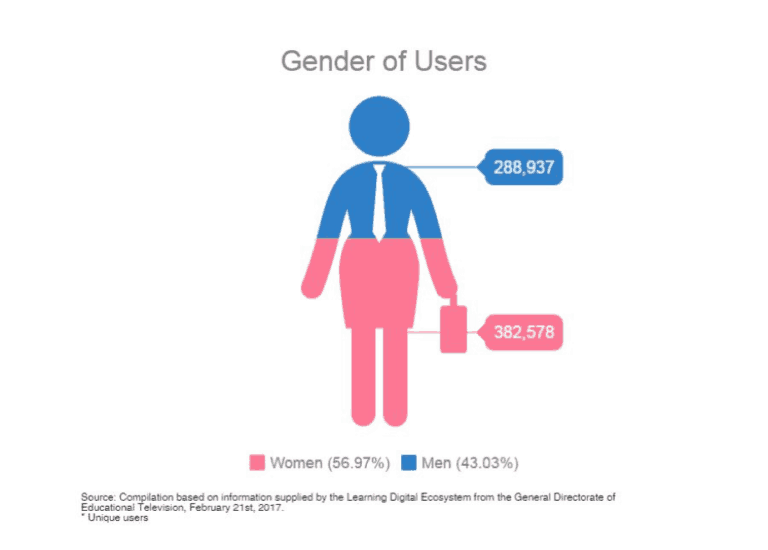 Gender of Users
288,937
382,578
Women (56.97%) Men (43.03%)
Source: Compilation based on information supplied by the Learning Digital Ecosystem from the General Directorate of
Educational Television, February 21st, 2017.
* Unique users